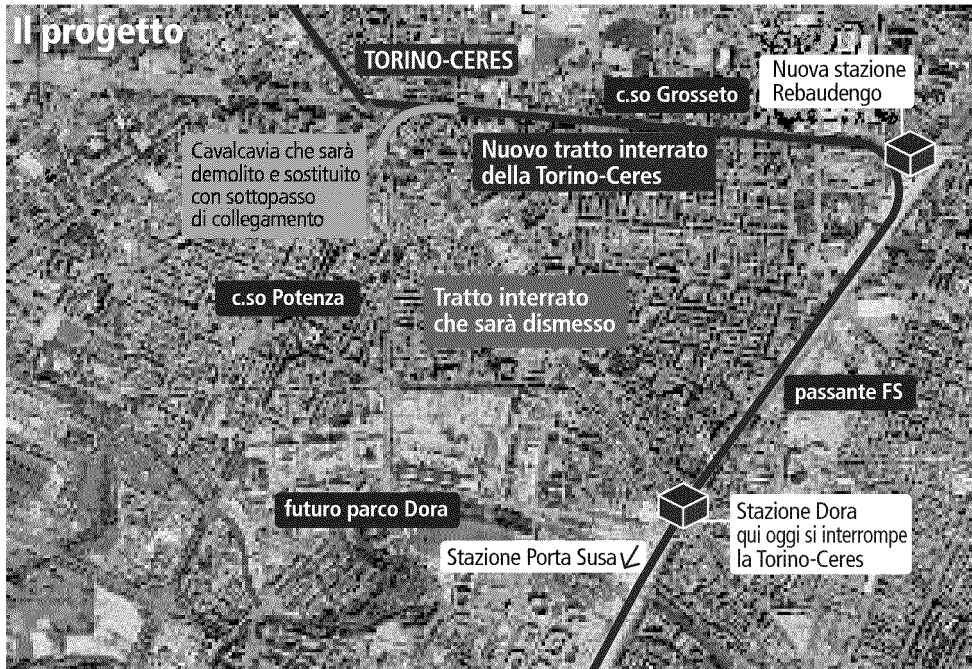 Il progetto
TORINO-CERES
c.so Grosseto
Nuova stazione
Rebaudengo
Cavalcavia che sarà
demolito e sostituito
con sottopasso
di collegamento
Nuovo tratto interrato
della Torino-Ceres
c.so Potenza
Tratto interrato
che sarà dismesso
passante FS
futuro parco Dora
Stazione Dora
qui oggi si interrompe
la Torino-Ceres
Stazione Porta Susa